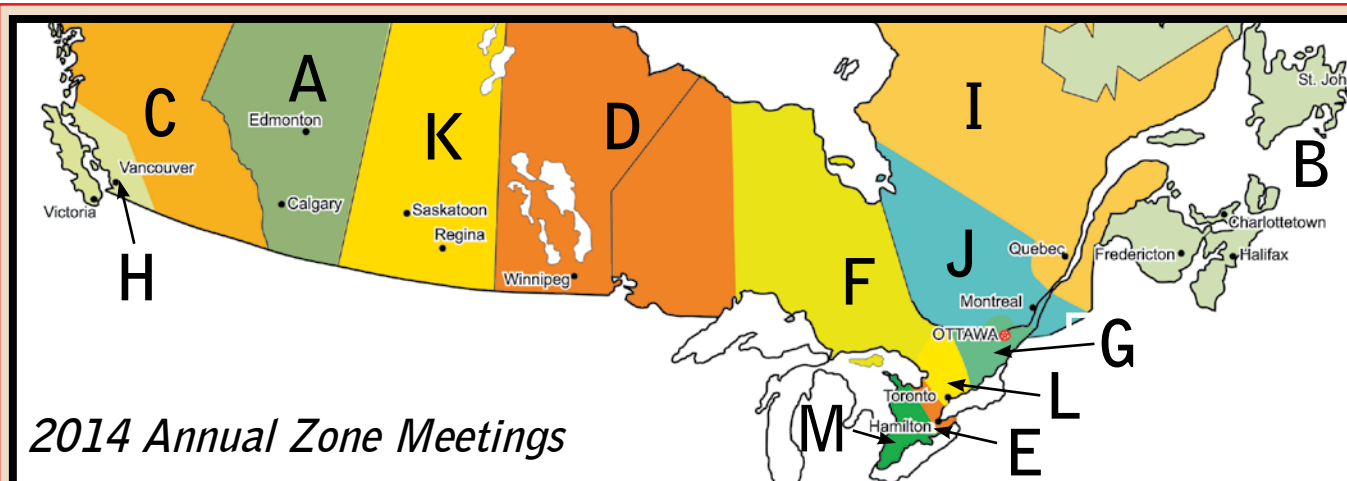 A
C
K
D
I
St. Joh
B
Edmonton
Vancouver
Victoria
H
Calgary
Saskatoon
Regina
Winnipeg
F
J
Quebec
Montreal
OTTAWA
Charlottetown
Fredericton
Halifax
G
L
Toronto
M
Hamilton
E
2014 Annual Zone Meetings